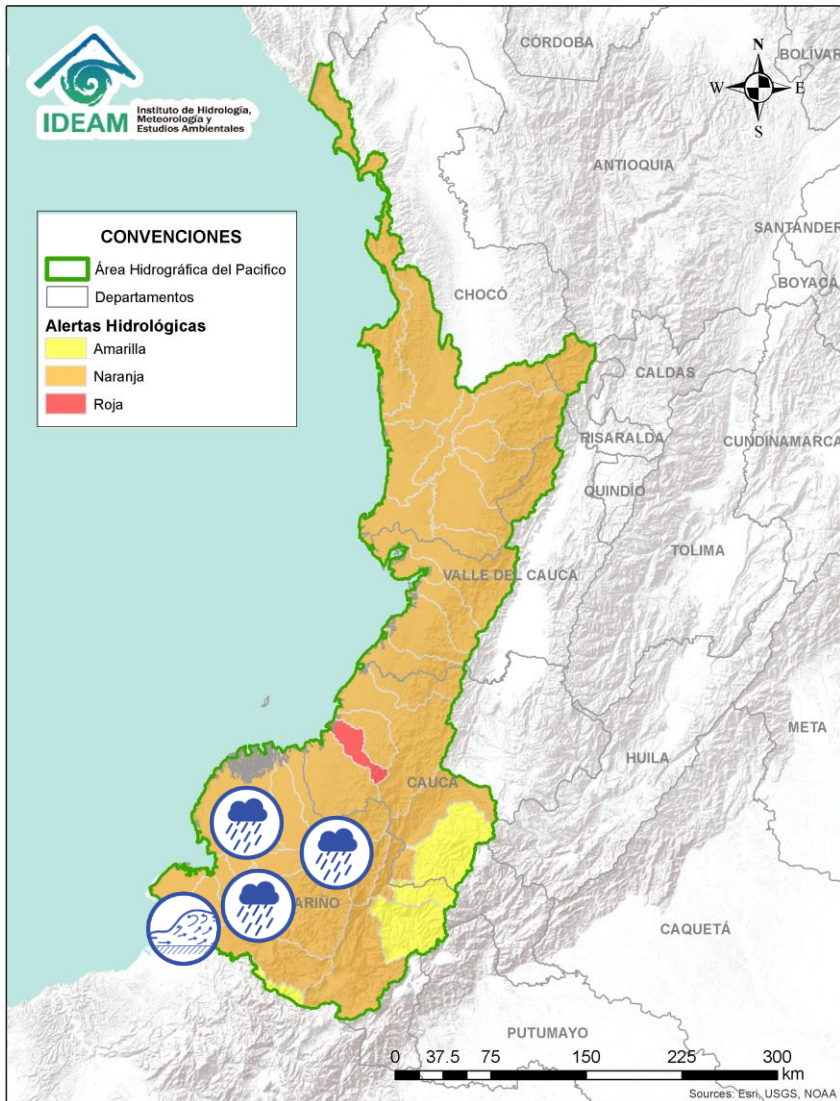 IDEAM
Instituto de Hidrología,
Meteorología y
Estudios Ambientales
CÓRDOBA
BOLÍVAR
N
W
E
S
ANTIOQUIA
CONVENCIONES
Área Hidrográfica del Pacifico
Departamentos
Alertas Hidrológicas
Amarilla
Naranja
Roja
SANTANDER
BOYACÁ
CHOCÓ
CALDAS
RISARALDA
CUNDINAMARCA
QUINDÍO
TOLIMA
VALLE DEL CAUCA
META
HUILA
CAUCA
ARIÑO
CAQUETÁ
PUTUMAYO
0 37.5 75 150 225 300
km
Sources: Esri, USGS, NOAA